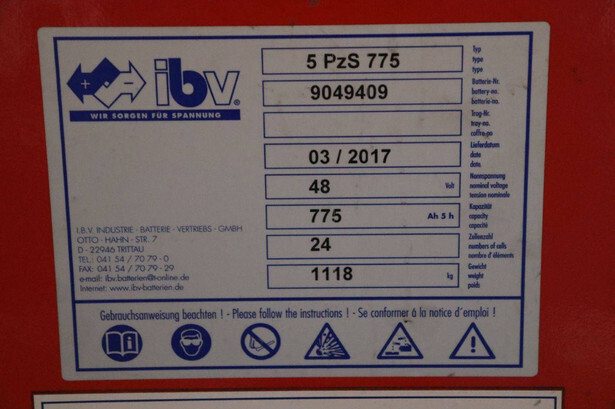 ibv®
WIR SORGEN FÜR SPANNUNG
5 PzS 775
Typ
type
type
9049409
Batterie-Nr.
battery-no.
batterie-no.
Trog-Nr.
tray-no.
coffre-no
03 / 2017
Lieferdatum
date
date
48 Volt
Nennspannung
nominal voltage
tension nominale
775 Ah 5 h
Kapazität
capacity
capacité
24
Zellenzahl
numbers of cells
nombre d'éléments
1118 kg
Gewicht
weight
poids
I.B.V. INDUSTRIE - BATTERIE - VERTRIEBS - GMBH
OTTO - HAHN - STR. 7
D - 22946 TRITTAU
TEL.: 041 54 / 70 79 - 0
FAX: 041 54 / 70 79 - 29
e-mail: ibv.batterien@t-online.de
Internet: www.ibv-batterien.de
Gebrauchsanweisung beachten ! - Please follow the instructions ! - Se conformer à la notice d'emploi !